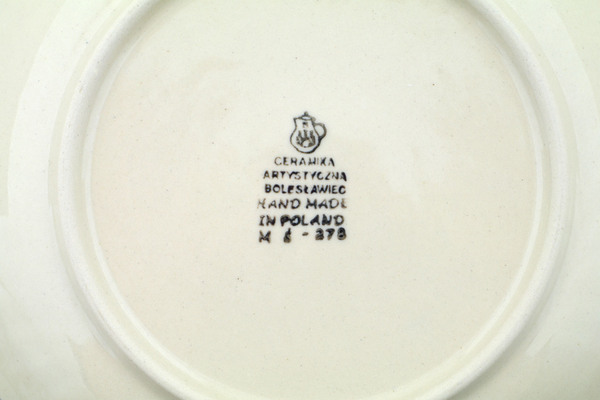 CERAMIKA
ARTYSTYCZNA
BOLESŁAWIEC
HAND MADE
IN POLAND